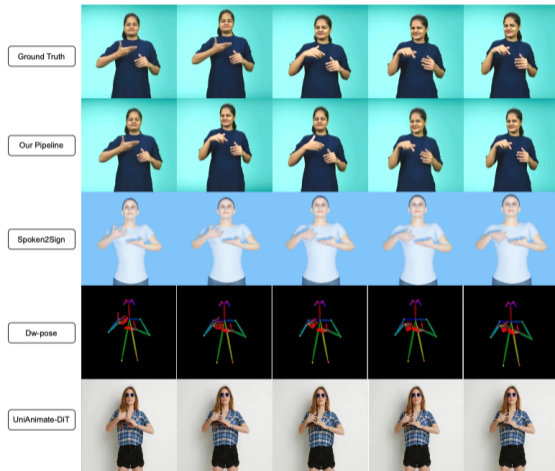 Ground Truth
Our Pipeline
Spoken2Sign
Dw-pose
UniAnimate-DiT